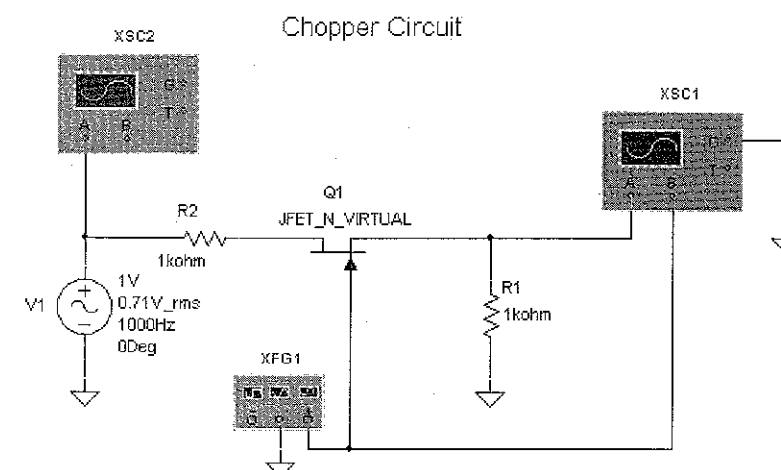 Chopper Circuit
XSC2
G
T
A B
XSC1
G
T
A B
Q1
JFET_N_VIRTUAL
R2
1kohm
V1
1V
0.71V_rms
1000Hz
0Deg
R1
1kohm
XFG1